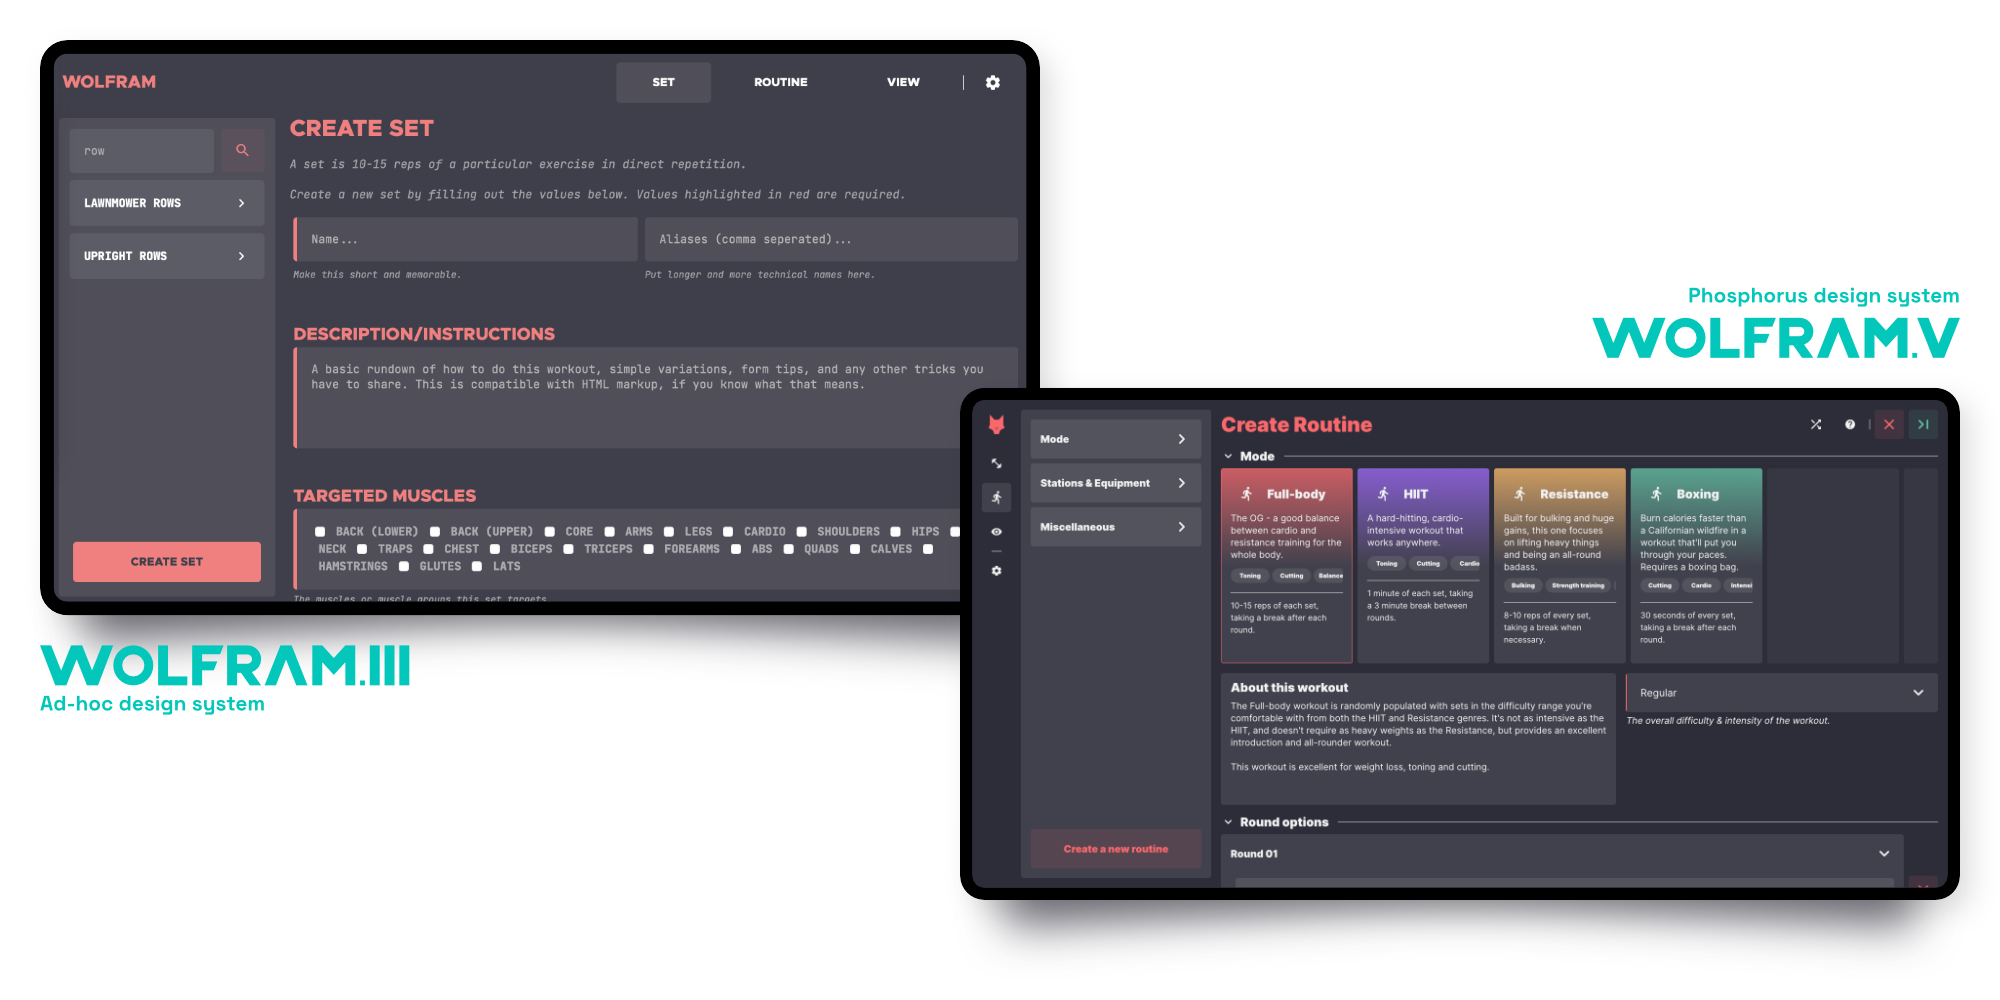 WOLFRAM
SET
ROUTINE
VIEW
row
LAWNMOWER ROWS
UPRIGHT ROWS
CREATE SET
CREATE SET
A set is 10-15 reps of a particular exercise in direct repetition.
Create a new set by filling out the values below. Values highlighted in red are required.
Name...
Aliases (comma seperated)...
Make this short and memorable.
Put longer and more technical names here.
DESCRIPTION/INSTRUCTIONS
A basic rundown of how to do this workout, simple variations, form tips, and any other tricks you
have to share. This is compatible with HTML markup, if you know what that means.
TARGETED MUSCLES
BACK (LOWER) BACK (UPPER) CORE ARMS LEGS CARDIO SHOULDERS HIPS
NECK TRAPS CHEST BICEPS TRICEPS FOREARMS ABS QUADS CALVES
HAMSTRINGS GLUTES LATS
The muscles or muscle groups this set targets
WOLFRAM.III
Ad-hoc design system
Phosphorus design system
WOLFRAM.V
Mode
Stations & Equipment
Miscellaneous
Create a new routine
Create Routine
Mode
Full-body
The OG - a good balance
between cardio and
resistance training for the
whole body.
Toning Cutting Balance
10-15 reps of each set,
taking a break after each
round.
HIIT
A hard-hitting, cardio-
intensive workout that
works anywhere.
Toning Cutting Cardio
1 minute of each set, taking
a 3 minute break between
rounds.
Resistance
Built for bulking and huge
gains, this one focuses
on lifting heavy things
and being an all-round
badass.
Bulking Strength training
8-10 reps of every set,
taking a break when
necessary.
Boxing
Burn calories faster than
a Californian wildfire in a
workout that'll put you
through your paces.
Requires a boxing bag.
Cutting Cardio Intensi
30 seconds of every set,
taking a break after each
round.
About this workout
The Full-body workout is randomly populated with sets in the difficulty range you're
comfortable with from both the HIIT and Resistance genres. It's not as intensive as the
HIIT, and doesn't require as heavy weights as the Resistance, but provides an excellent
introduction and all-rounder workout.
This workout is excellent for weight loss, toning and cutting.
Regular
The overall difficulty & intensity of the workout.
Round options
Round 01